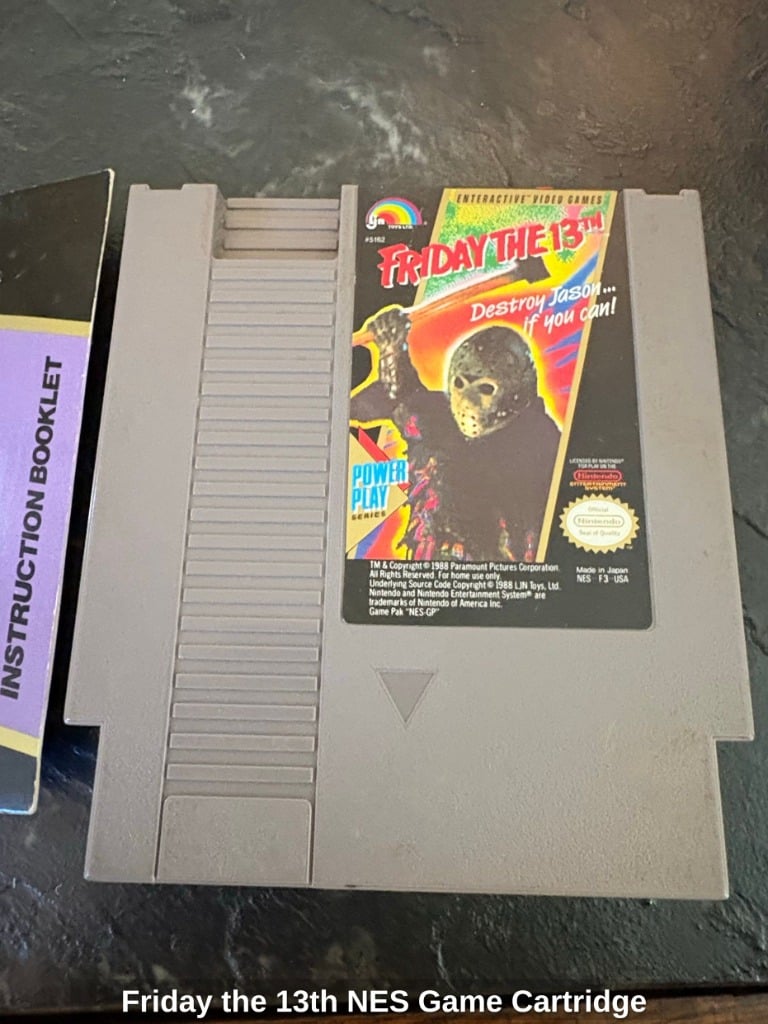 INSTRUCTION BOOKLET
LJN
TOYS LTD.
#5162
ENTERACTIVE™ VIDEO GAMES
FRIDAY THE 13TH
Destroy Jason...
if you can!
POWER
PLAY
SERIES
LICENSED BY NINTENDO®
FOR PLAY ON THE
Nintendo
ENTERTAINMENT
SYSTEM®
Official
Nintendo
Seal of Quality
TM & Copyright © 1988 Paramount Pictures Corporation.
All Rights Reserved. For home use only.
Underlying Source Code Copyright © 1988 LJN Toys, Ltd.
Nintendo and Nintendo Entertainment System® are
trademarks of Nintendo of America Inc.
Game Pak "NES-GP"
Made in Japan
NES-F3-USA
Friday the 13th NES Game Cartridge